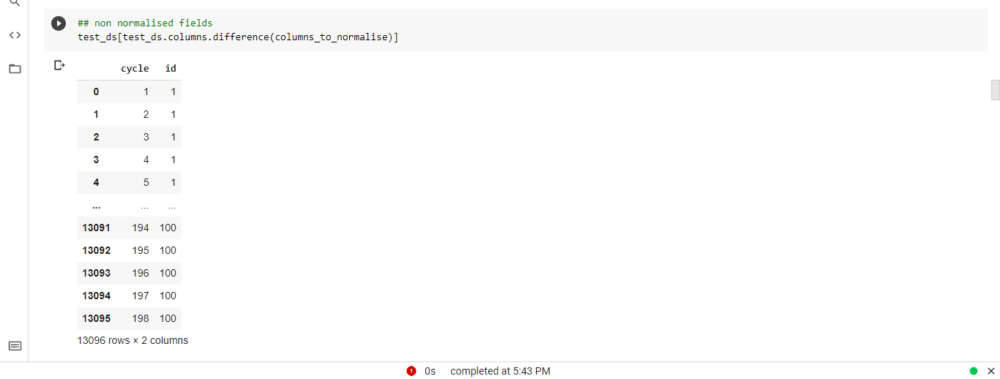 ## non normalised fields
test_ds[test_ds.columns.difference(columns_to_normalise)]
cycle id
0 1 1
1 2 1
2 3 1
3 4 1
4 5 1
... ... ...
13091 194 100
13092 195 100
13093 196 100
13094 197 100
13095 198 100
13096 rows × 2 columns
0s completed at 5:43 PM